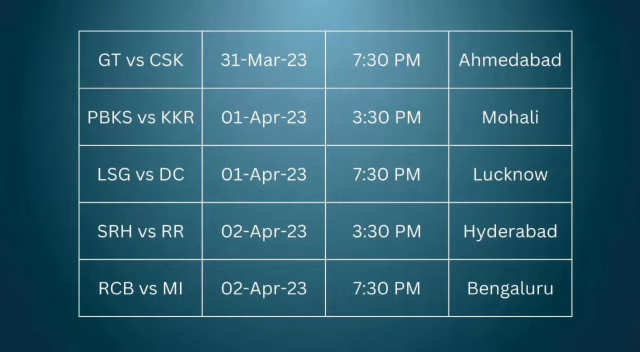 GT vs CSK 31-Mar-23 7:30 PM Ahmedabad
PBKS vs KKR 01-Apr-23 3:30 PM Mohali
LSG vs DC 01-Apr-23 7:30 PM Lucknow
SRH vs RR 02-Apr-23 3:30 PM Hyderabad
RCB vs MI 02-Apr-23 7:30 PM Bengaluru